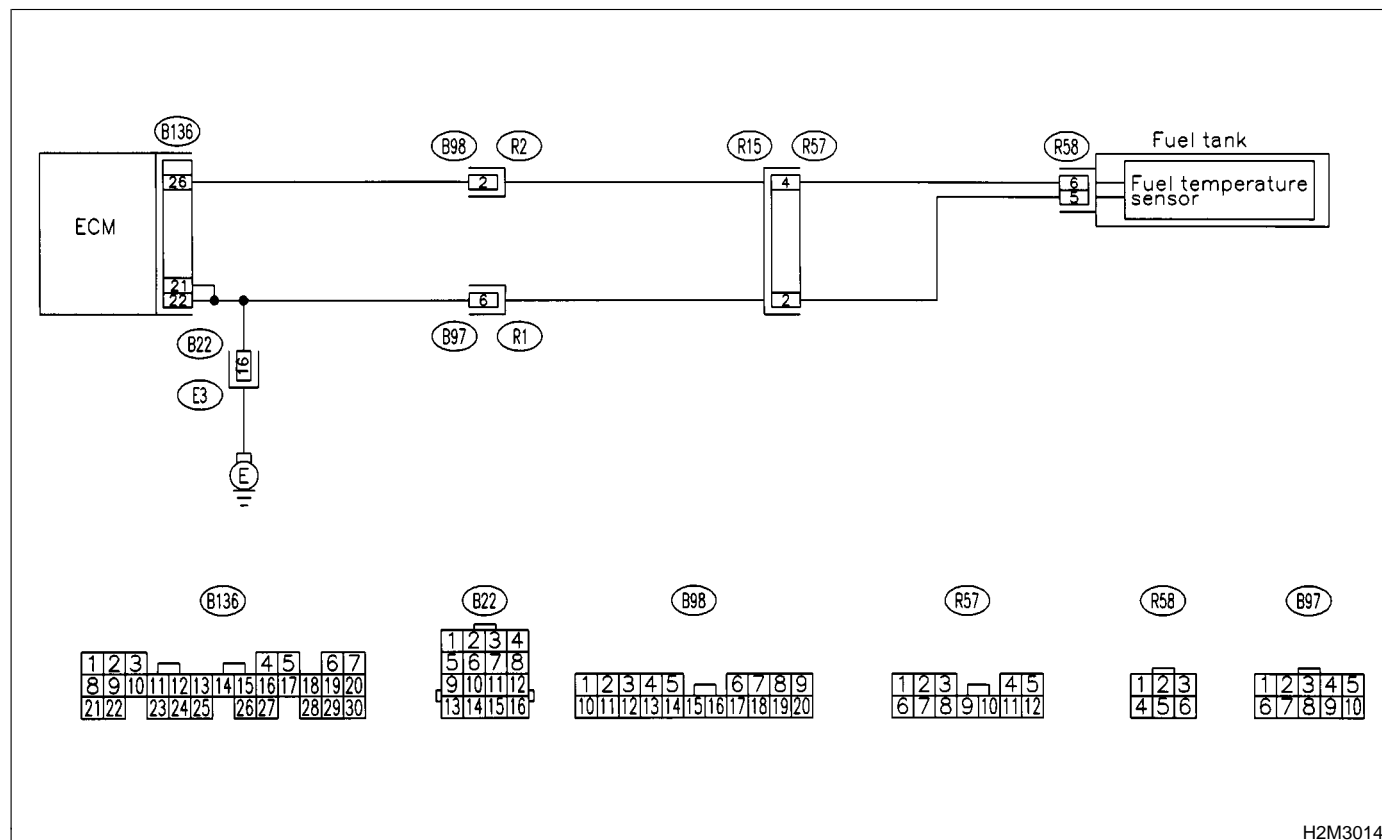 B136
B98 R2 R15 R57 R58 Fuel tank
26 2 4 6 Fuel temperature
5 sensor
ECM
21
22 6 2
B22 B97 R1
16
E3
E
B136 B22 B98 R57 R58 B97
1 2 3 4 5 6 7
8 9 10 11 12 13 14 15 16 17 18 19 20
21 22 23 24 25 26 27 28 29 30
1 2 3 4
5 6 7 8
9 10 11 12
13 14 15 16
1 2 3 4 5 6 7 8 9
10 11 12 13 14 15 16 17 18 19 20
1 2 3 4 5
6 7 8 9 10 11 12
1 2 3
4 5 6
1 2 3 4 5
6 7 8 9 10
H2M3014